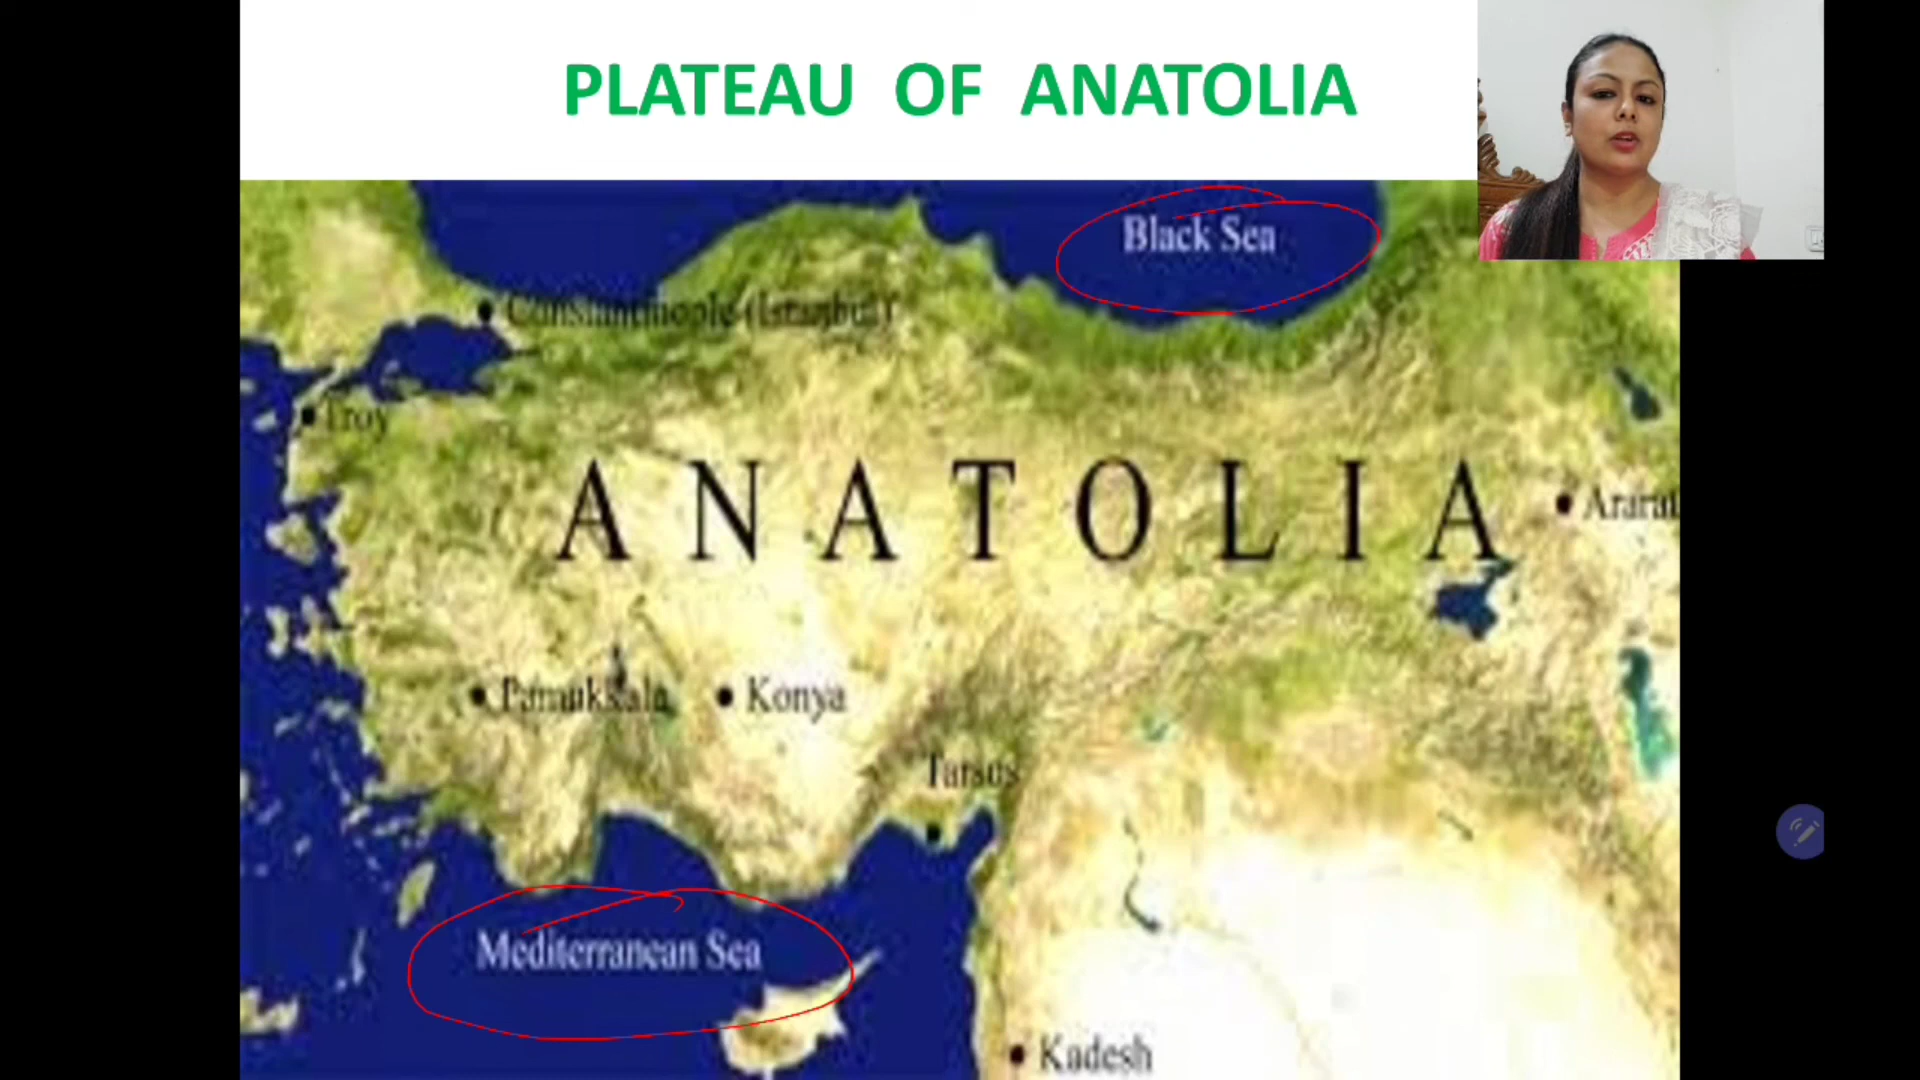 PLATEAU OF ANATOLIA
Black Sea
Constantinople (Istanbul)
Troy
ANATOLIA
Ararat
Pamukkale
Konya
Tarsus
Mediterranean Sea
Kadesh